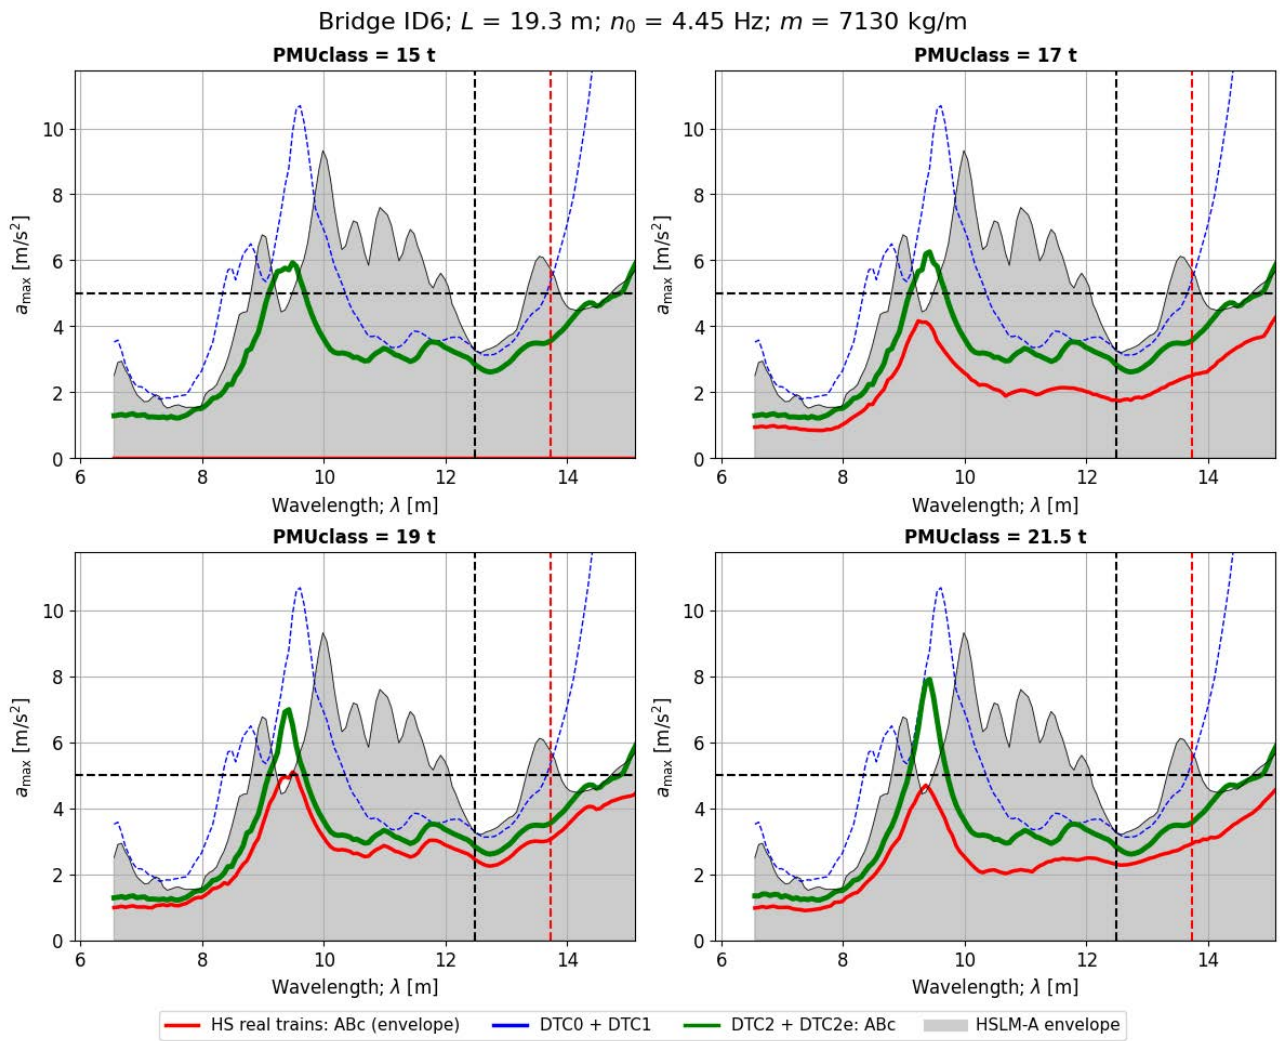 Bridge ID6; L = 19.3 m; n₀ = 4.45 Hz; m = 7130 kg/m
PMUclass = 15 t
10
8
6
4
2
0
a_max [m/s²]
6 8 10 12 14
Wavelength; λ [m]
PMUclass = 17 t
10
8
6
4
2
0
a_max [m/s²]
6 8 10 12 14
Wavelength; λ [m]
PMUclass = 19 t
10
8
6
4
2
0
a_max [m/s²]
6 8 10 12 14
Wavelength; λ [m]
PMUclass = 21.5 t
10
8
6
4
2
0
a_max [m/s²]
6 8 10 12 14
Wavelength; λ [m]
HS real trains: ABc (envelope) DTC0 + DTC1 DTC2 + DTC2e: ABc HSLM-A envelope